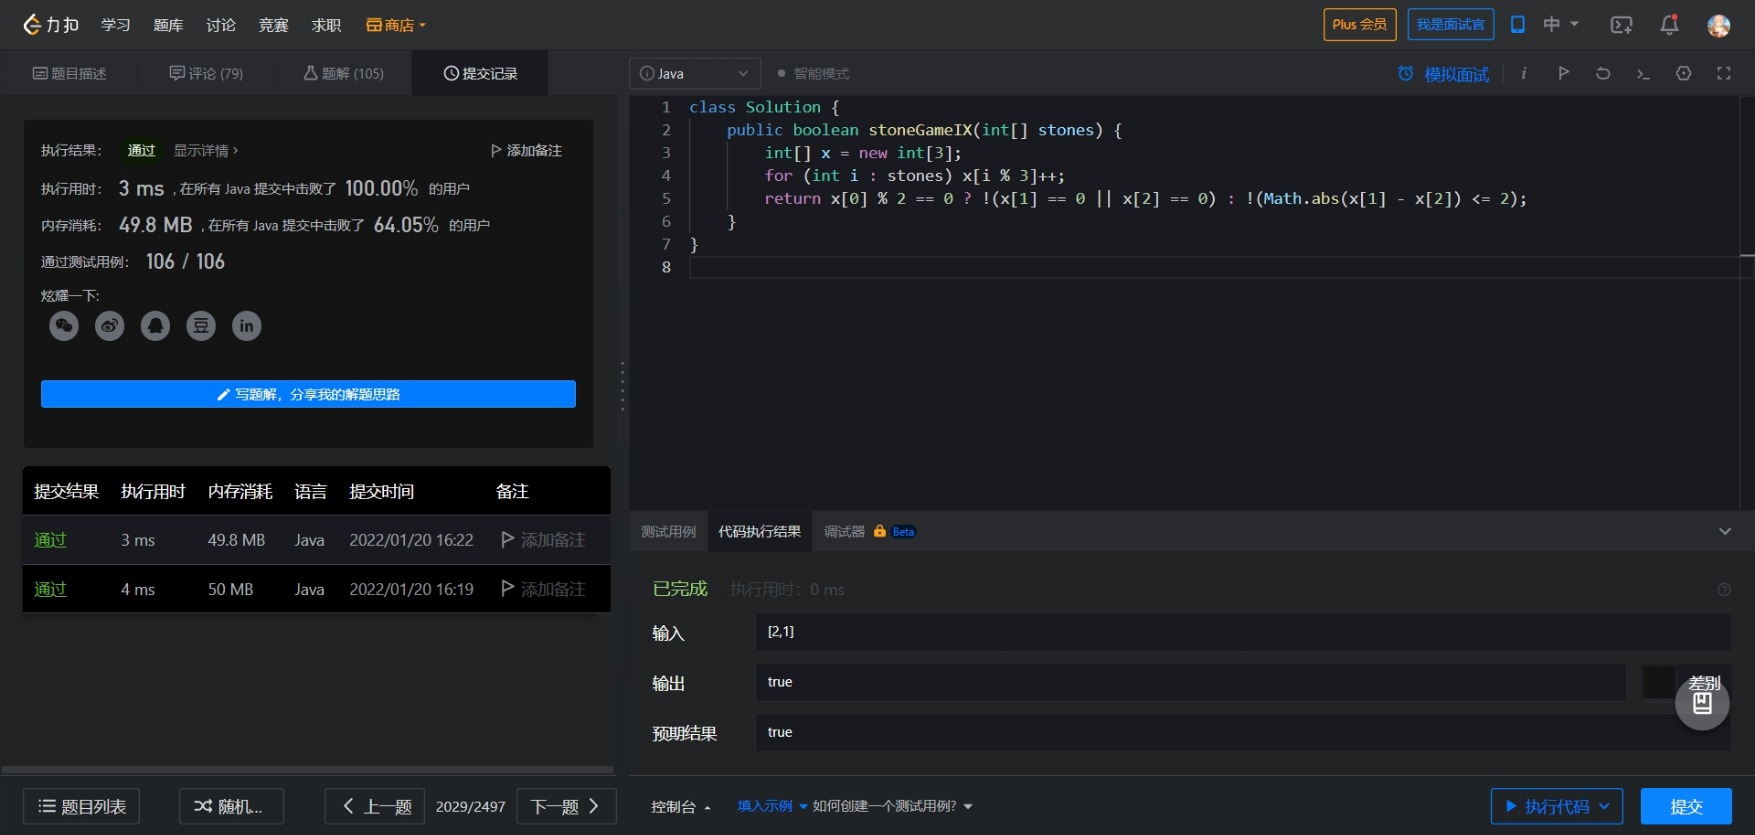 力扣 学习 题库 讨论 竞赛 求职 商店 Plus 会员 我是面试官 中
题目描述 评论 (79) 题解 (105) 提交记录
执行结果： 通过 显示详情 › 添加备注
执行用时： 3 ms , 在所有 Java 提交中击败了 100.00% 的用户
内存消耗： 49.8 MB , 在所有 Java 提交中击败了 64.05% 的用户
通过测试用例： 106 / 106
炫耀一下:
豆 in
写题解，分享我的解题思路
提交结果 执行用时 内存消耗 语言 提交时间 备注
通过 3 ms 49.8 MB Java 2022/01/20 16:22 添加备注
通过 4 ms 50 MB Java 2022/01/20 16:19 添加备注
题目列表 随机... 上一题 2029/2497 下一题
Java 智能模式 模拟面试 i
1 class Solution {
2 public boolean stoneGameIX(int[] stones) {
3 int[] x = new int[3];
4 for (int i : stones) x[i % 3]++;
5 return x[0] % 2 == 0 ? !(x[1] == 0 || x[2] == 0) : !(Math.abs(x[1] - x[2]) <= 2);
6 }
7 }
8
测试用例 代码执行结果 调试器 Beta
已完成 执行用时：0 ms
输入 [2,1]
输出 true 差别
预期结果 true
控制台 填入示例 如何创建一个测试用例? 执行代码 提交